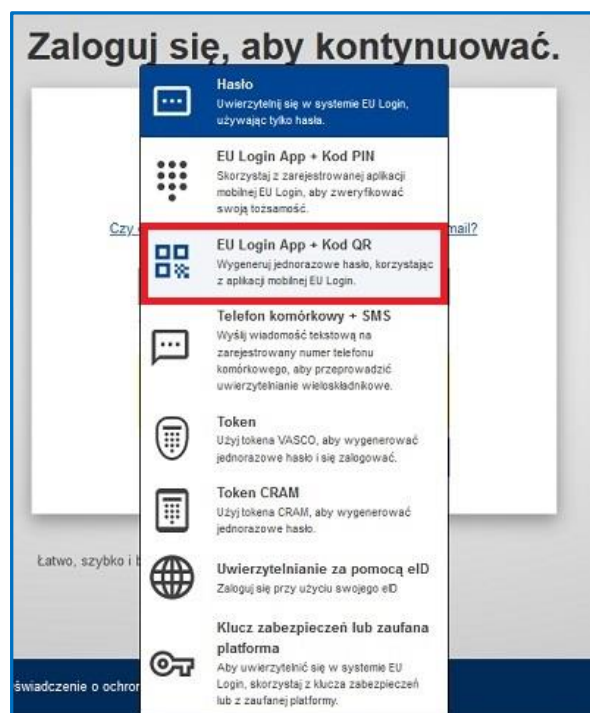 Zaloguj się, aby kontynuować.
Hasło
Uwierzytelnij się w systemie EU Login,
używając tylko hasła.
EU Login App + Kod PIN
Skorzystaj z zarejestrowanej aplikacji
mobilnej EU Login, aby zweryfikować
swoją tożsamość.
Czy
mail?
EU Login App + Kod QR
Wygeneruj jednorazowe hasło, korzystając
z aplikacji mobilnej EU Login.
Telefon komórkowy + SMS
Wyślij wiadomość tekstową na
zarejestrowany numer telefonu
komórkowego, aby przeprowadzić
uwierzytelnianie wieloskładnikowe.
Token
Użyj tokena VASCO, aby wygenerować
jednorazowe hasło i się zalogować.
Token CRAM
Użyj tokena CRAM, aby wygenerować
jednorazowe hasło.
Łatwo, szybko i b
Uwierzytelnianie za pomocą eID
Zaloguj się przy użyciu swojego eID
Klucz zabezpieczeń lub zaufana
platforma
Aby uwierzytelnić się w systemie EU
Login, skorzystaj z klucza zabezpieczeń
lub z zaufanej platformy.
świadczenie o ochror